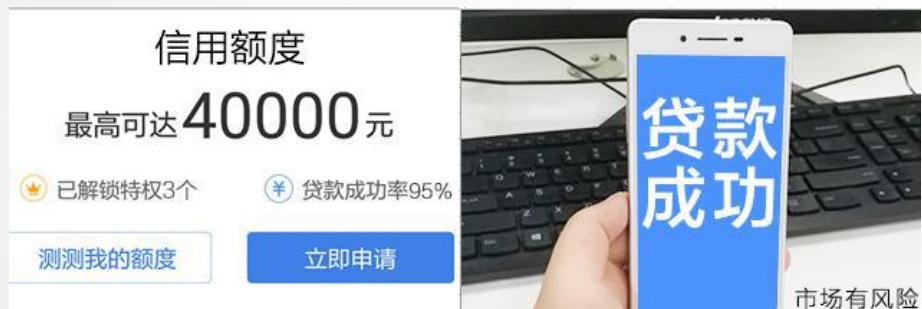 信用额度
最高可达40000元
已解锁特权3个
¥ 贷款成功率95%
测测我的额度
立即申请
贷款
成功
市场有风险